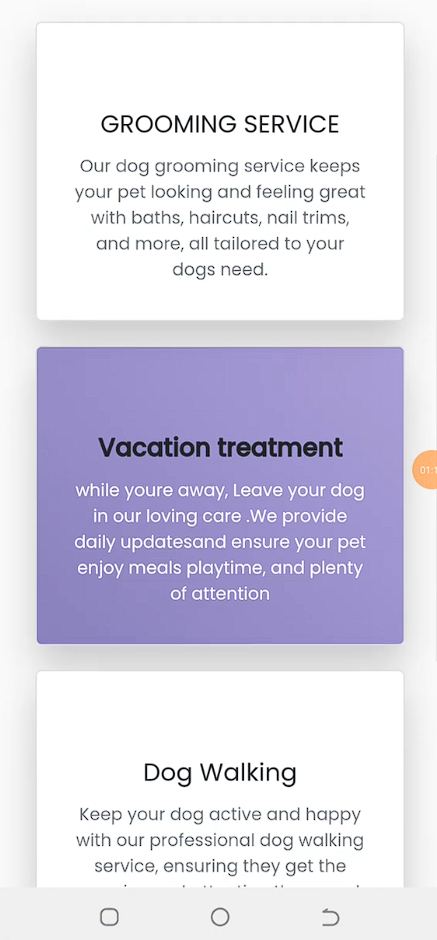 GROOMING SERVICE
Our dog grooming service keeps
your pet looking and feeling great
with baths, haircuts, nail trims,
and more, all tailored to your
dogs need.
Vacation treatment
while youre away, Leave your dog
in our loving care .We provide
daily updatesand ensure your pet
enjoy meals playtime, and plenty
of attention
Dog Walking
Keep your dog active and happy
with our professional dog walking
service, ensuring they get the